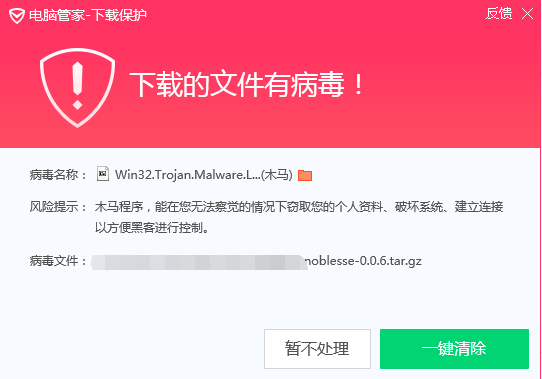 电脑管家-下载保护 反馈
下载的文件有病毒！
病毒名称： Win32.Trojan.Malware.L...(木马)
风险提示： 木马程序，能在您无法察觉的情况下窃取您的个人资料、破坏系统、建立连接
以方便黑客进行控制。
病毒文件： noblesse-0.0.6.tar.gz
暂不处理 一键清除